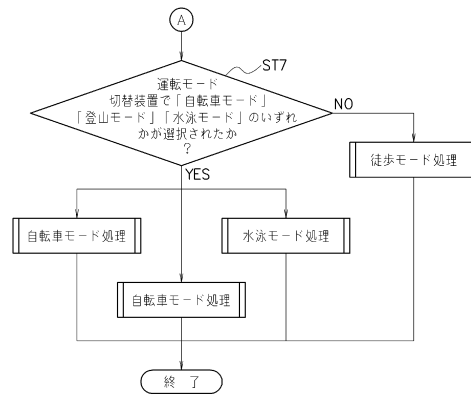 A
ST7
運転モード
切替装置で「自転車モード」
「登山モード」「水泳モード」のいずれ
かが選択されたか
?
NO
YES
徒歩モード処理
自転車モード処理
水泳モード処理
自転車モード処理
終 了